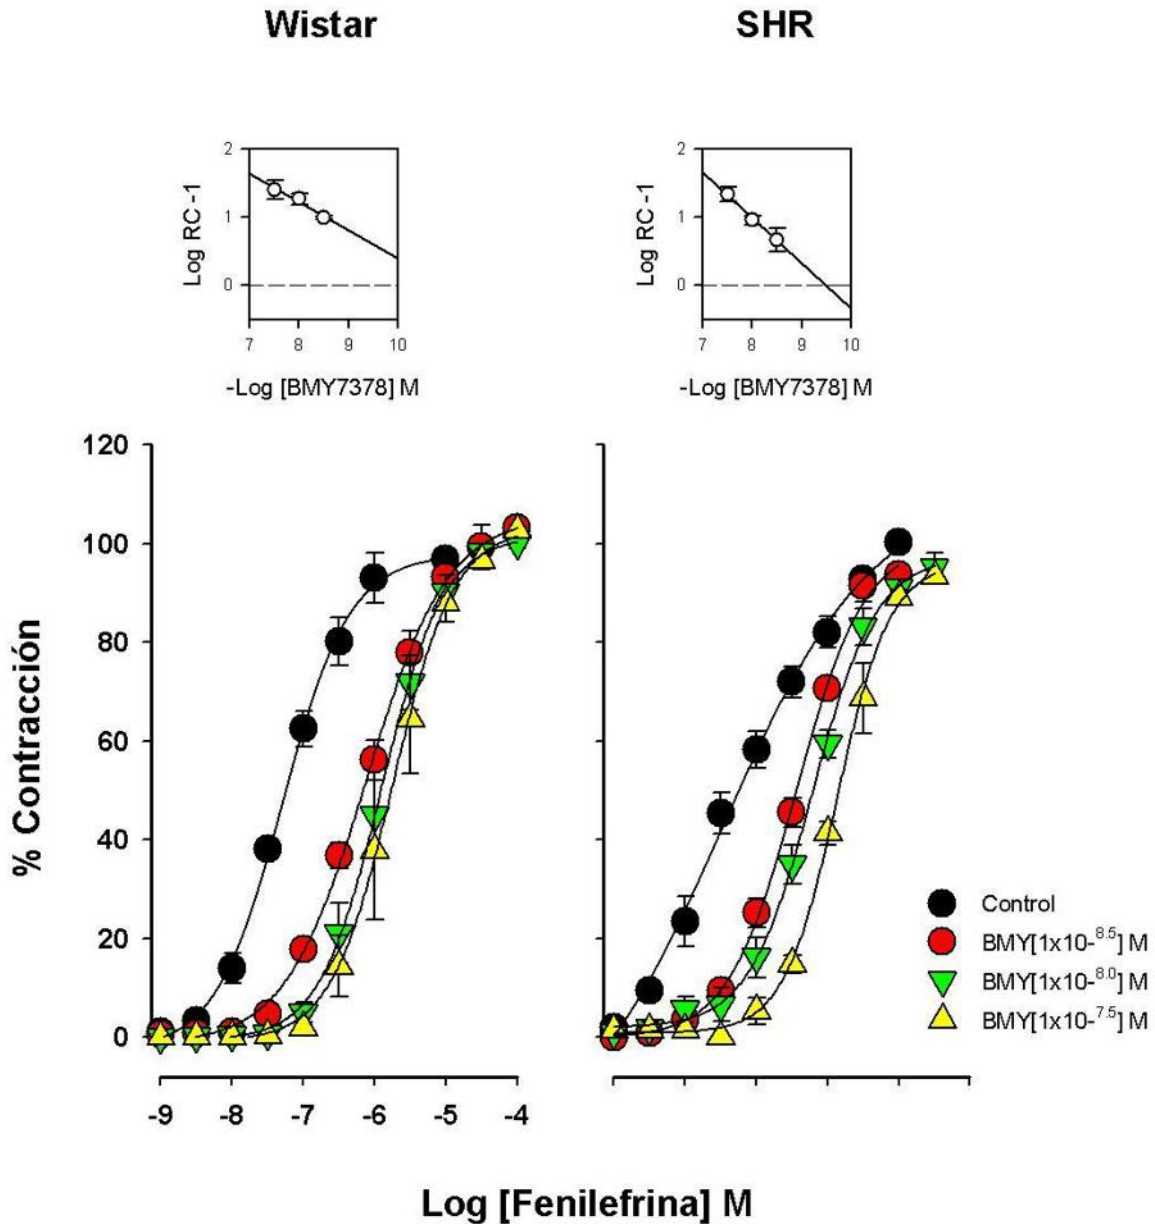 Wistar
SHR
2
1
0
Log RC -1
7 8 9 10
-Log [BMY7378] M
2
1
0
Log RC -1
7 8 9 10
-Log [BMY7378] M
120
100
80
60
40
20
0
% Contracción
-9 -8 -7 -6 -5 -4
Control
BMY[1x10-8.5] M
BMY[1x10-8.0] M
BMY[1x10-7.5] M
Log [Fenilefrina] M